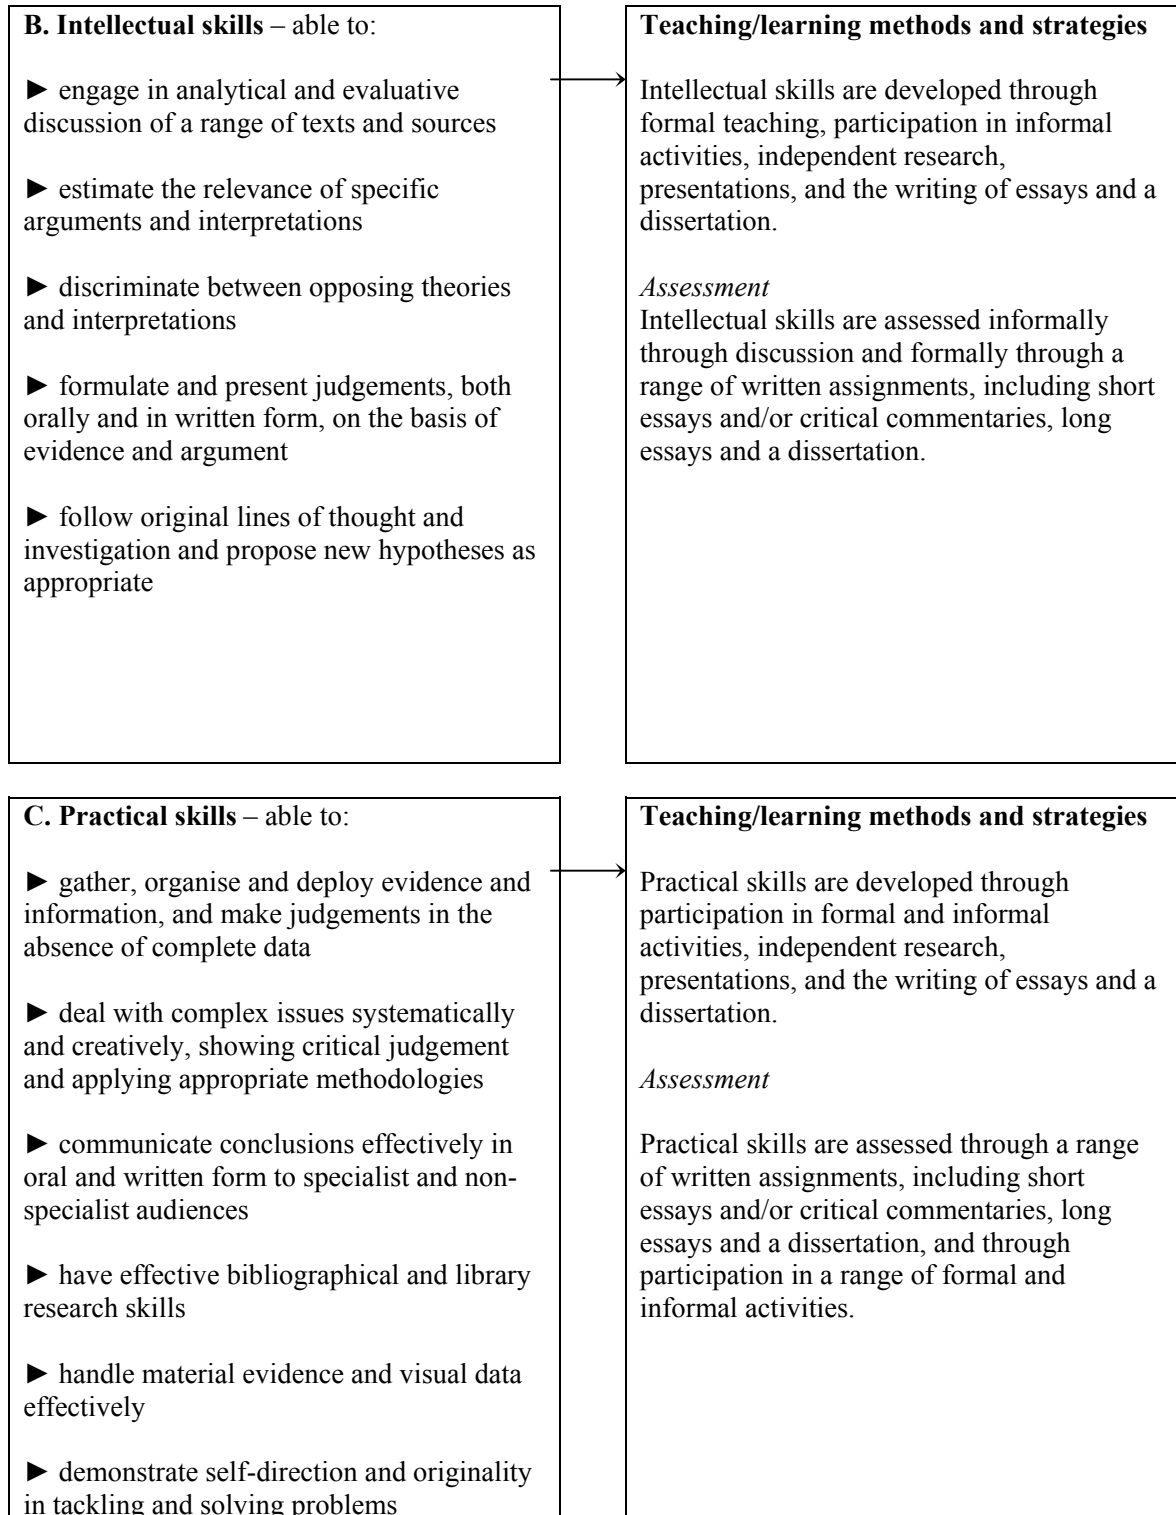 B. Intellectual skills – able to:
► engage in analytical and evaluative
discussion of a range of texts and sources
► estimate the relevance of specific
arguments and interpretations
► discriminate between opposing theories
and interpretations
► formulate and present judgements, both
orally and in written form, on the basis of
evidence and argument
► follow original lines of thought and
investigation and propose new hypotheses as
appropriate
Teaching/learning methods and strategies
Intellectual skills are developed through
formal teaching, participation in informal
activities, independent research,
presentations, and the writing of essays and a
dissertation.
Assessment
Intellectual skills are assessed informally
through discussion and formally through a
range of written assignments, including short
essays and/or critical commentaries, long
essays and a dissertation.
C. Practical skills – able to:
► gather, organise and deploy evidence and
information, and make judgements in the
absence of complete data
► deal with complex issues systematically
and creatively, showing critical judgement
and applying appropriate methodologies
► communicate conclusions effectively in
oral and written form to specialist and non-
specialist audiences
► have effective bibliographical and library
research skills
► handle material evidence and visual data
effectively
► demonstrate self-direction and originality
in tackling and solving problems
Teaching/learning methods and strategies
Practical skills are developed through
participation in formal and informal
activities, independent research,
presentations, and the writing of essays and a
dissertation.
Assessment
Practical skills are assessed through a range
of written assignments, including short
essays and/or critical commentaries, long
essays and a dissertation, and through
participation in a range of formal and
informal activities.